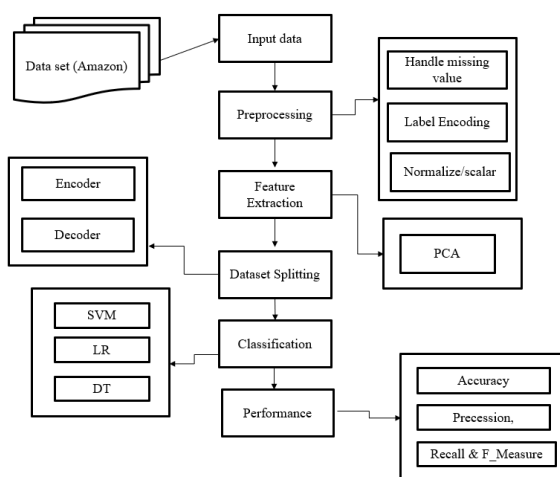 Data set (Amazon)
Input data
Preprocessing
Handle missing
value
Label Encoding
Normalize/scalar
Feature
Extraction
PCA
Encoder
Decoder
Dataset Splitting
SVM
LR
DT
Classification
Performance
Accuracy
Precession,
Recall & F_Measure